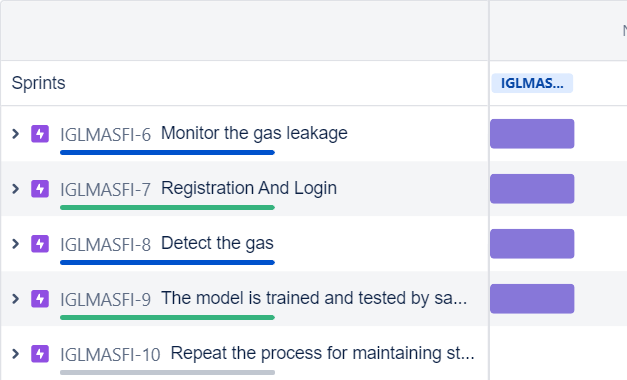 N
Sprints
IGLMAS...
IGLMASFI-6 Monitor the gas leakage
IGLMASFI-7 Registration And Login
IGLMASFI-8 Detect the gas
IGLMASFI-9 The model is trained and tested by sa...
IGLMASFI-10 Repeat the process for maintaining st...